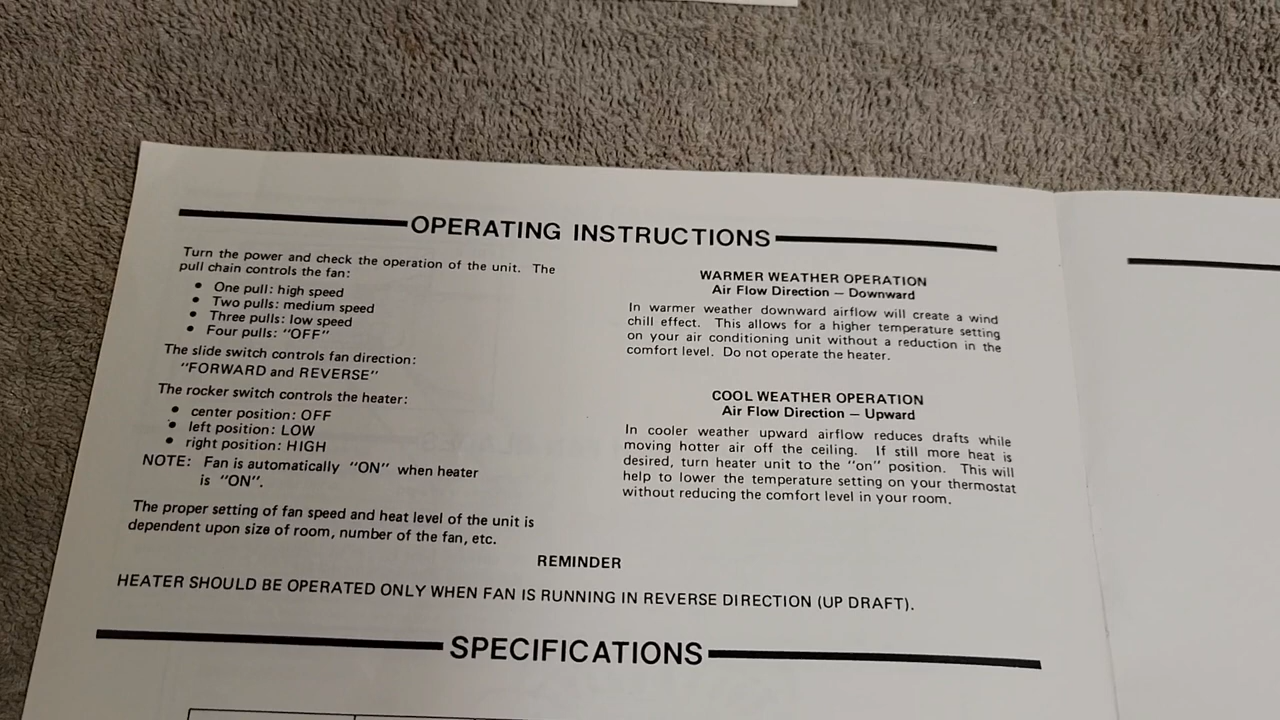 OPERATING INSTRUCTIONS
Turn the power and check the operation of the unit. The
pull chain controls the fan:
• One pull: high speed
• Two pulls: medium speed
• Three pulls: low speed
• Four pulls: "OFF"
The slide switch controls fan direction:
"FORWARD and REVERSE"
The rocker switch controls the heater:
• center position: OFF
• left position: LOW
• right position: HIGH
NOTE: Fan is automatically "ON" when heater
is "ON".
The proper setting of fan speed and heat level of the unit is
dependent upon size of room, number of the fan, etc.
WARMER WEATHER OPERATION
Air Flow Direction — Downward
In warmer weather downward airflow will create a wind
chill effect. This allows for a higher temperature setting
on your air conditioning unit without a reduction in the
comfort level. Do not operate the heater.
COOL WEATHER OPERATION
Air Flow Direction — Upward
In cooler weather upward airflow reduces drafts while
moving hotter air off the ceiling. If still more heat is
desired, turn heater unit to the "on" position. This will
help to lower the temperature setting on your thermostat
without reducing the comfort level in your room.
REMINDER
HEATER SHOULD BE OPERATED ONLY WHEN FAN IS RUNNING IN REVERSE DIRECTION (UP DRAFT).
SPECIFICATIONS